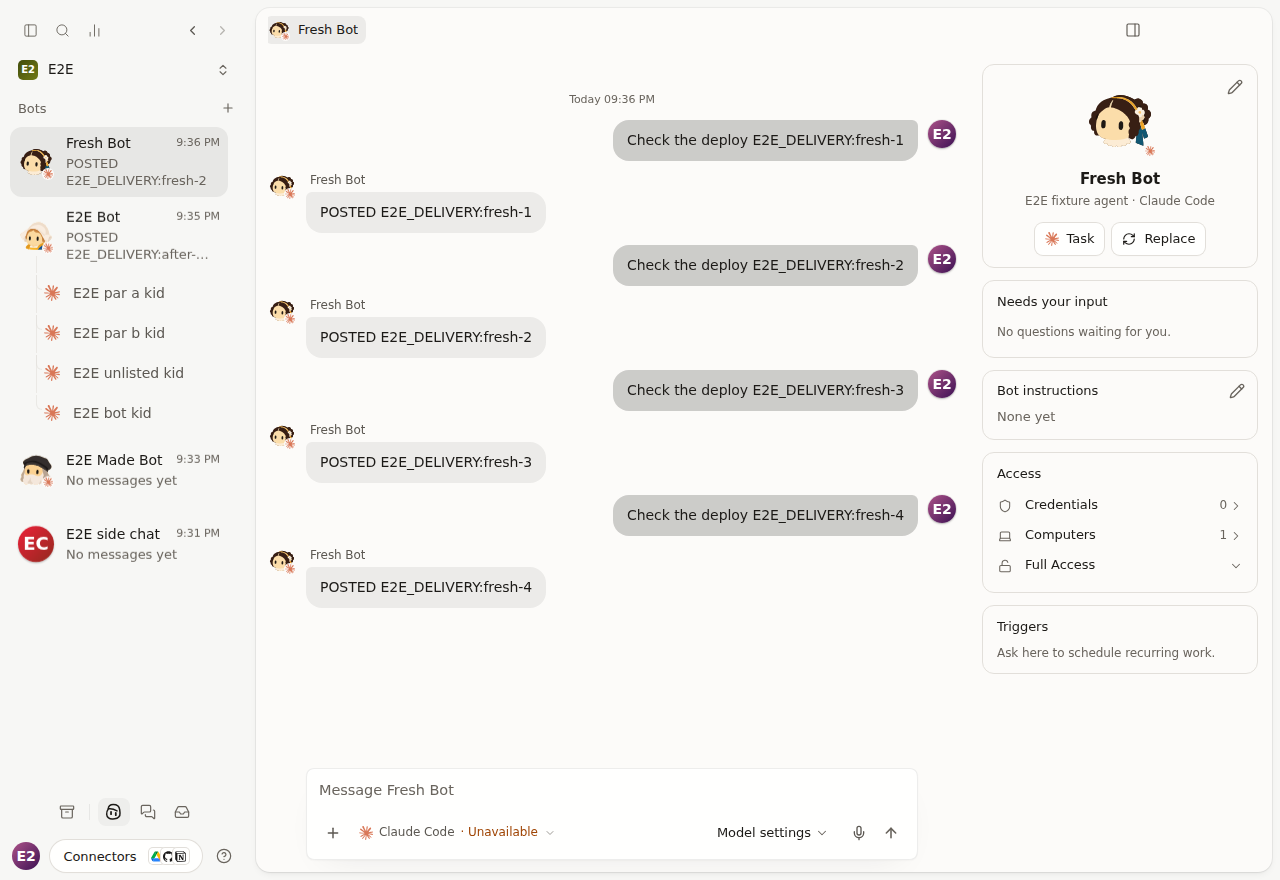 E2 E2E
Bots
Fresh Bot 9:36 PM
POSTED
E2E_DELIVERY:fresh-2
E2E Bot 9:35 PM
POSTED
E2E_DELIVERY:after-...
E2E par a kid
E2E par b kid
E2E unlisted kid
E2E bot kid
E2E Made Bot 9:33 PM
No messages yet
EC
E2E side chat 9:31 PM
No messages yet
E2 Connectors
Fresh Bot
Today 09:36 PM
Check the deploy E2E_DELIVERY:fresh-1 E2
Fresh Bot
POSTED E2E_DELIVERY:fresh-1
Check the deploy E2E_DELIVERY:fresh-2 E2
Fresh Bot
POSTED E2E_DELIVERY:fresh-2
Check the deploy E2E_DELIVERY:fresh-3 E2
Fresh Bot
POSTED E2E_DELIVERY:fresh-3
Check the deploy E2E_DELIVERY:fresh-4 E2
Fresh Bot
POSTED E2E_DELIVERY:fresh-4
Message Fresh Bot
Claude Code · Unavailable Model settings
Fresh Bot
E2E fixture agent · Claude Code
Task Replace
Needs your input
No questions waiting for you.
Bot instructions
None yet
Access
Credentials 0
Computers 1
Full Access
Triggers
Ask here to schedule recurring work.